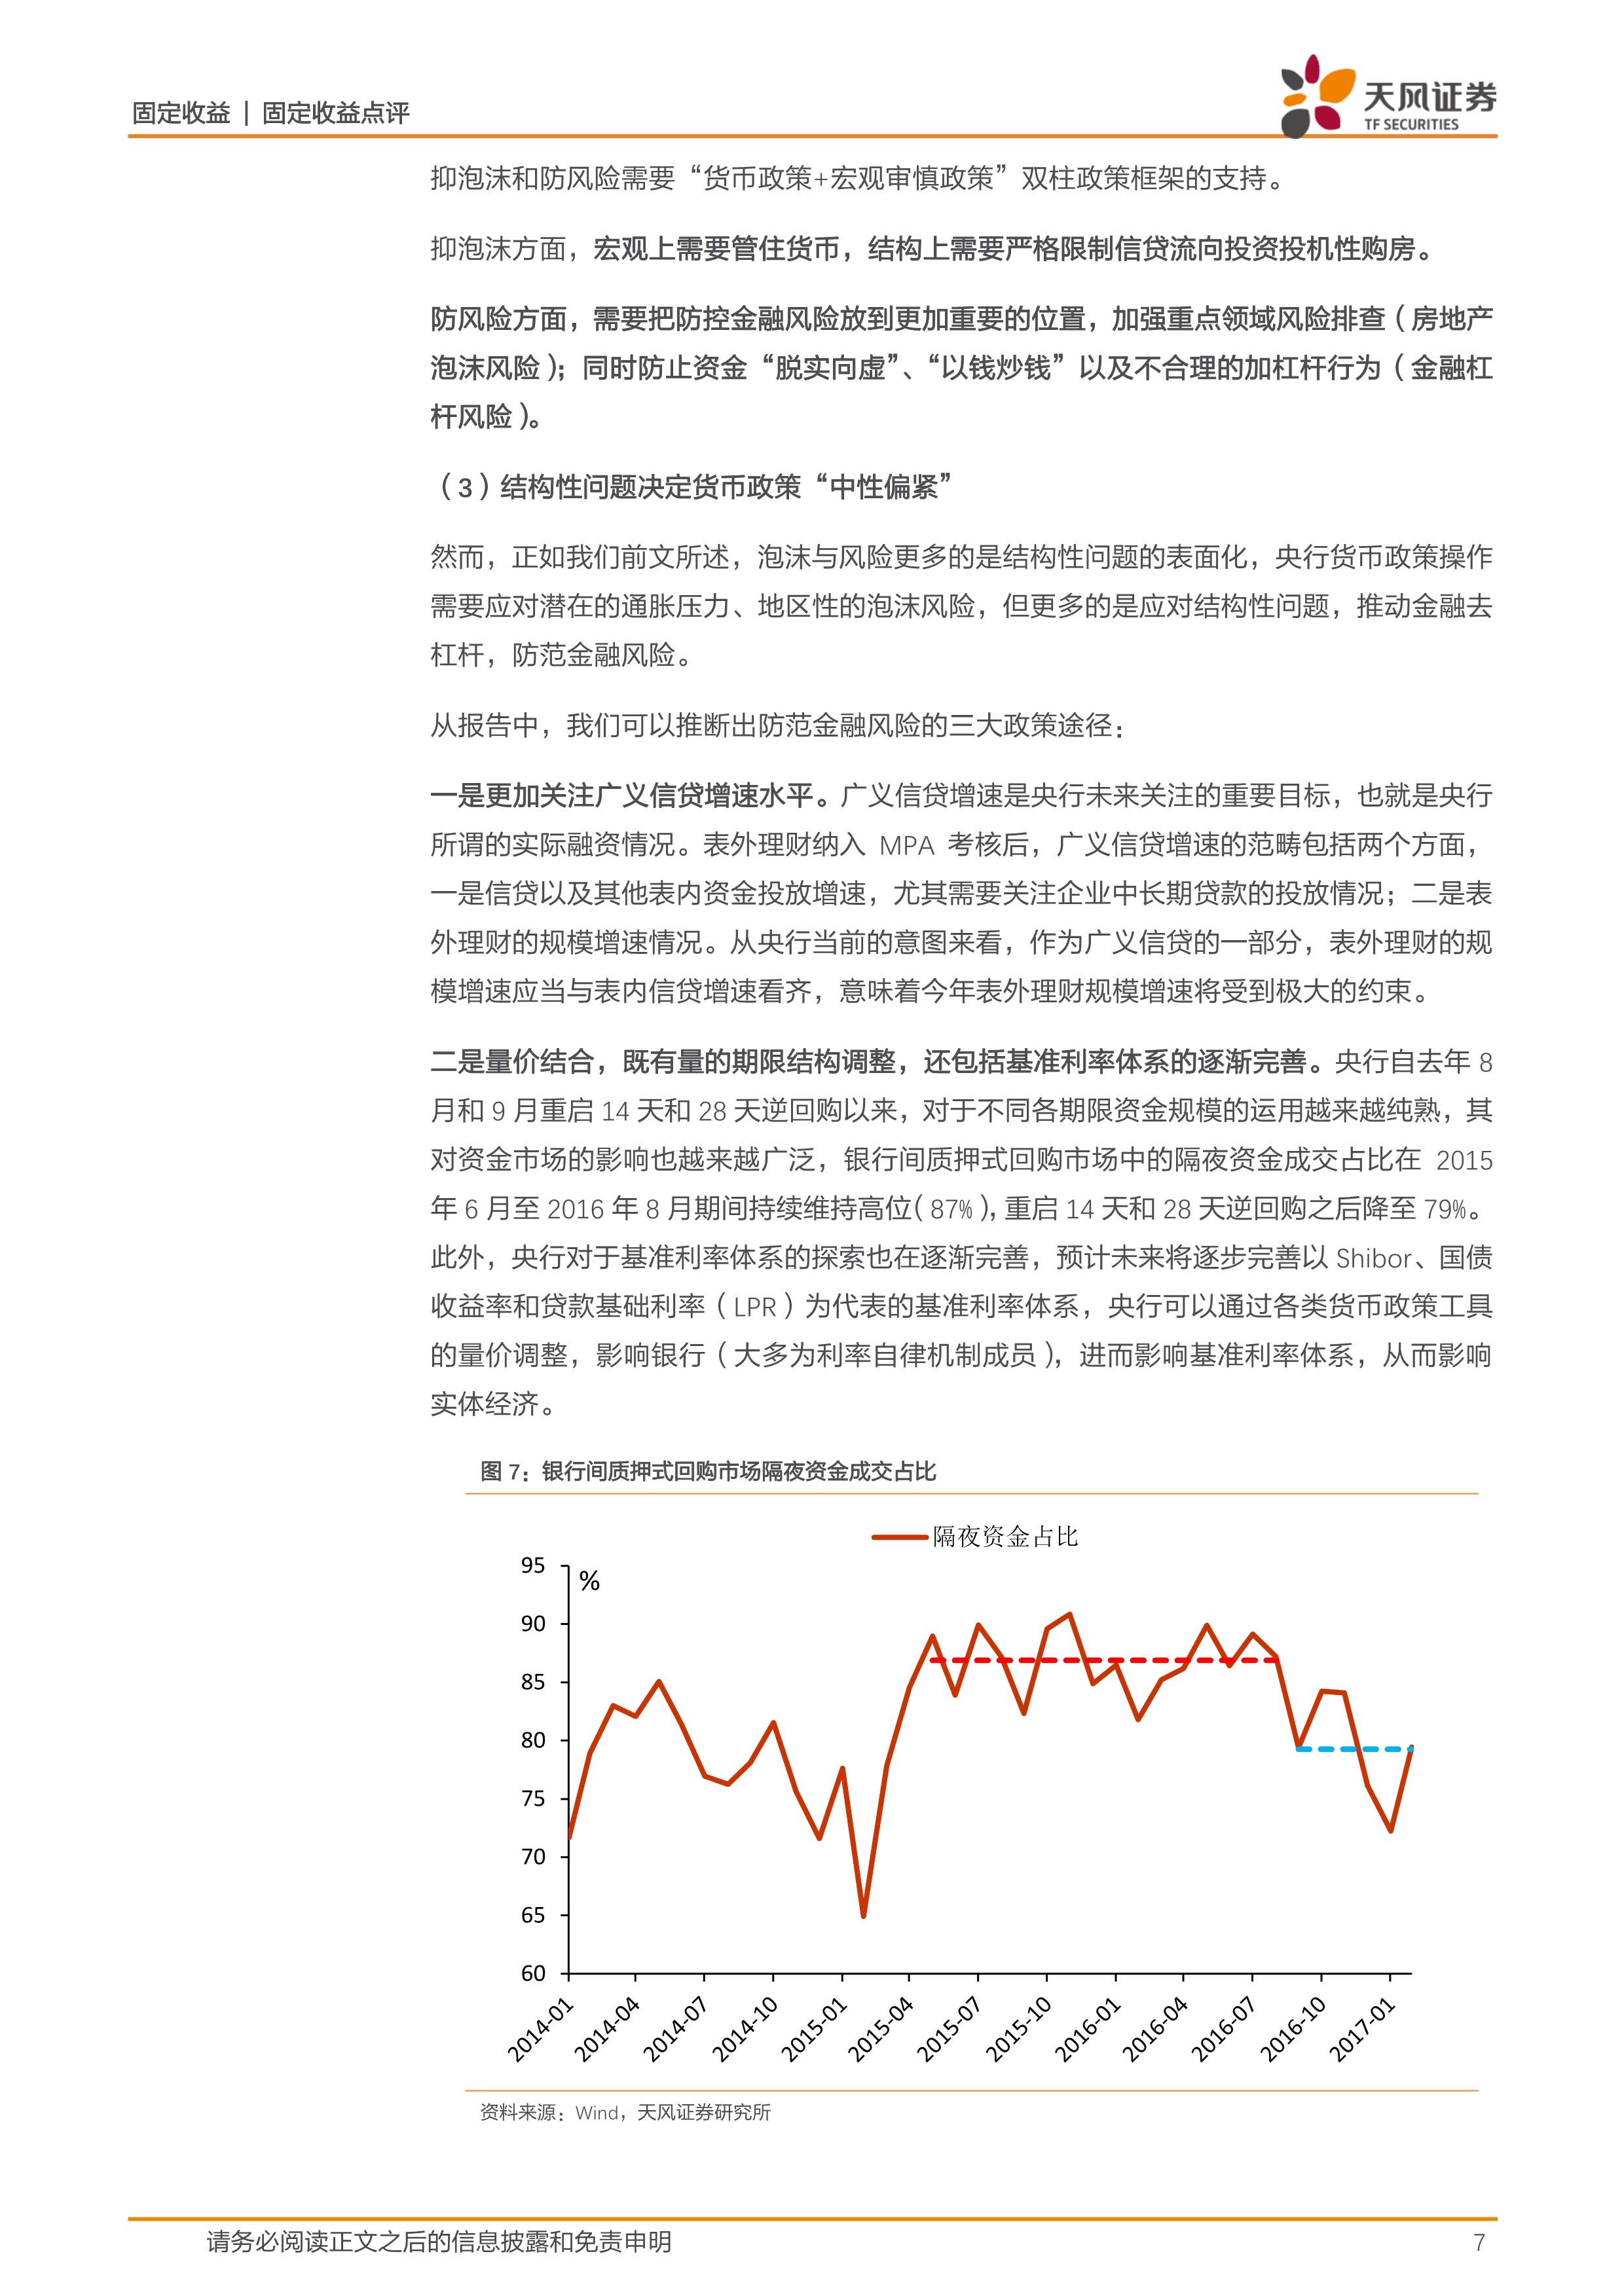 固定收益 | 固定收益点评
天风证券
TF SECURITIES
抑泡沫和防风险需要“货币政策+宏观审慎政策”双柱政策框架的支持。
抑泡沫方面，宏观上需要管住货币，结构上需要严格限制信贷流向投资投机性购房。
防风险方面，需要把防控金融风险放到更加重要的位置，加强重点领域风险排查（房地产
泡沫风险）；同时防止资金“脱实向虚”、“以钱炒钱”以及不合理的加杠杆行为（金融杠
杆风险）。
（3）结构性问题决定货币政策“中性偏紧”
然而，正如我们前文所述，泡沫与风险更多的是结构性问题的表面化，央行货币政策操作
需要应对潜在的通胀压力、地区性的泡沫风险，但更多的是应对结构性问题，推动金融去
杠杆，防范金融风险。
从报告中，我们可以推断出防范金融风险的三大政策途径：
一是更加关注广义信贷增速水平。广义信贷增速是央行未来关注的重要目标，也就是央行
所谓的实际融资情况。表外理财纳入 MPA 考核后，广义信贷增速的范畴包括两个方面，
一是信贷以及其他表内资金投放增速，尤其需要关注企业中长期贷款的投放情况；二是表
外理财的规模增速情况。从央行当前的意图来看，作为广义信贷的一部分，表外理财的规
模增速应当与表内信贷增速看齐，意味着今年表外理财规模增速将受到极大的约束。
二是量价结合，既有量的期限结构调整，还包括基准利率体系的逐渐完善。央行自去年 8
月和 9 月重启 14 天和 28 天逆回购以来，对于不同各期限资金规模的运用越来越纯熟，其
对资金市场的影响也越来越广泛，银行间质押式回购市场中的隔夜资金成交占比在 2015
年 6 月至 2016 年 8 月期间持续维持高位（87%），重启 14 天和 28 天逆回购之后降至 79%。
此外，央行对于基准利率体系的探索也在逐渐完善，预计未来将逐步完善以 Shibor、国债
收益率和贷款基础利率（LPR）为代表的基准利率体系，央行可以通过各类货币政策工具
的量价调整，影响银行（大多为利率自律机制成员），进而影响基准利率体系，从而影响
实体经济。
图 7：银行间质押式回购市场隔夜资金成交占比
隔夜资金占比
%
95
90
85
80
75
70
65
60
2014-01
2014-04
2014-07
2014-10
2015-01
2015-04
2015-07
2015-10
2016-01
2016-04
2016-07
2016-10
2017-01
资料来源：Wind，天风证券研究所
请务必阅读正文之后的信息披露和免责申明
7